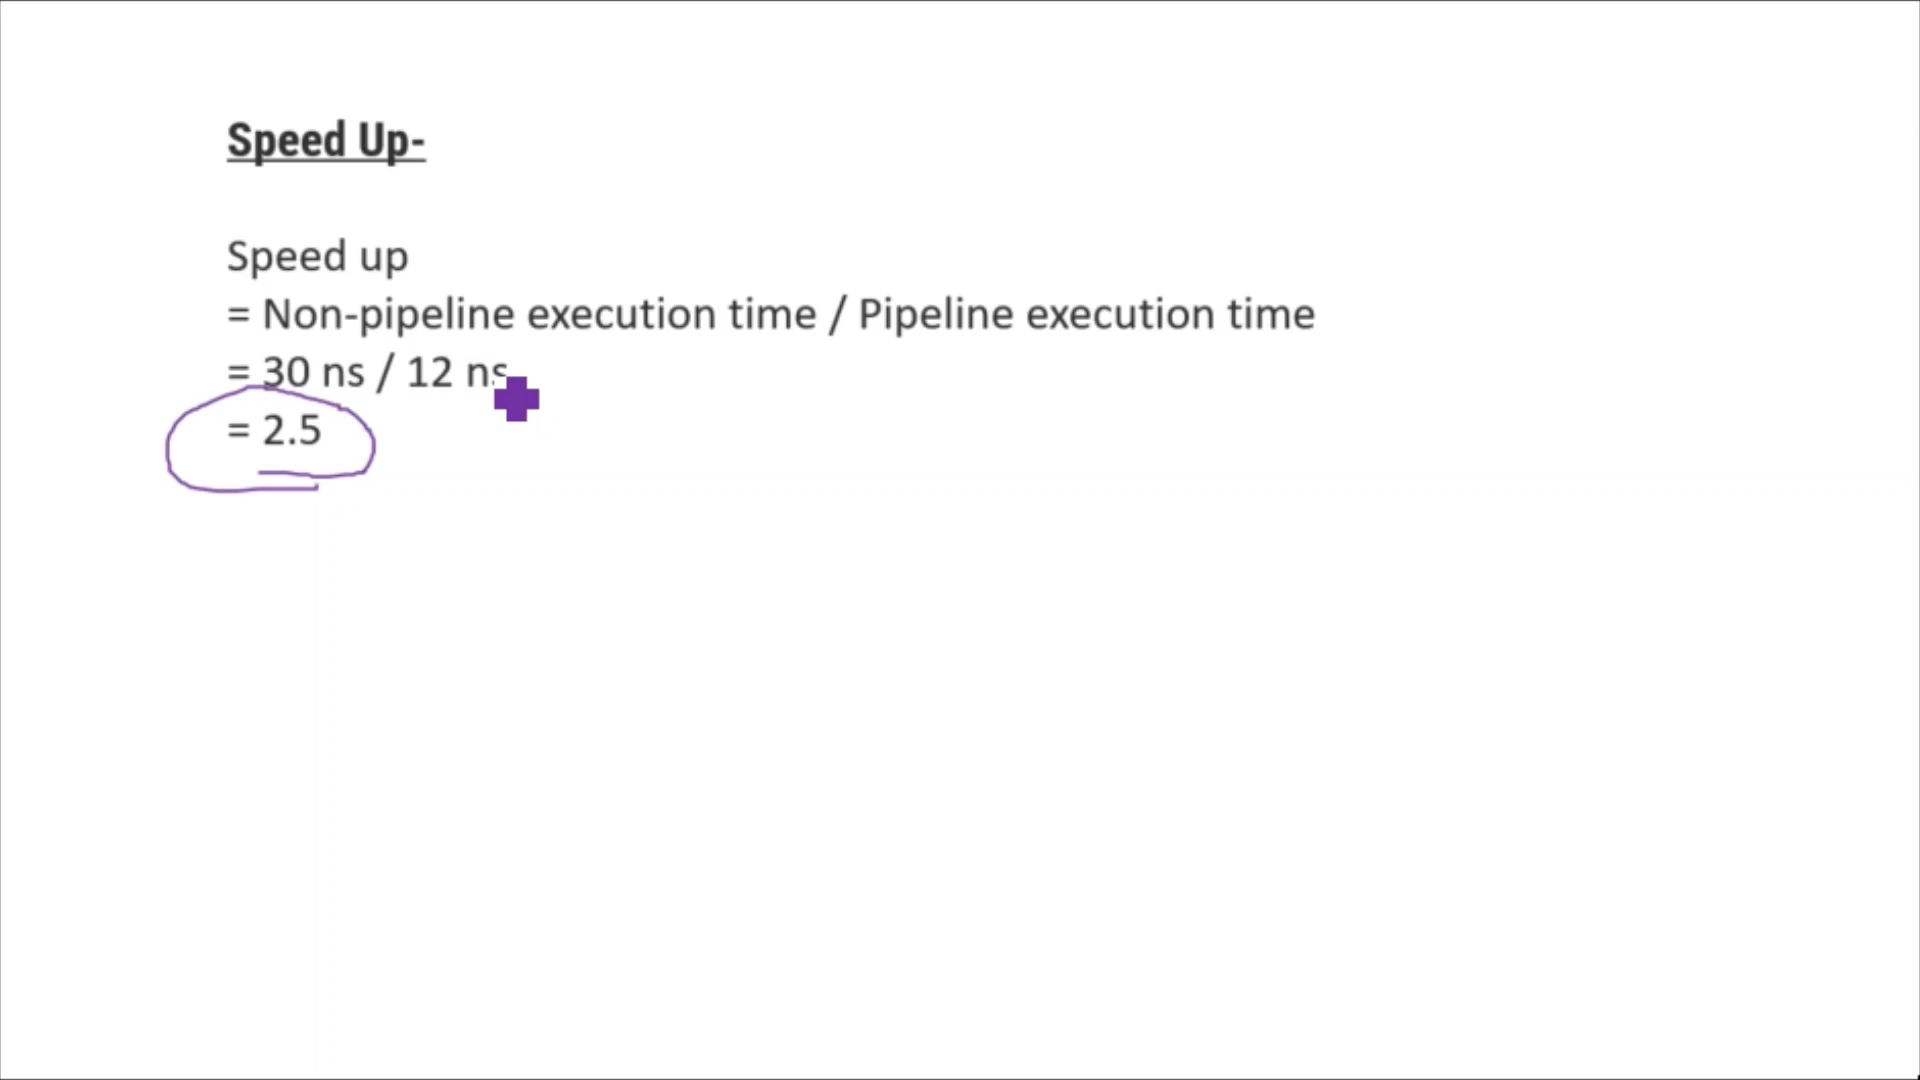 Speed Up-
Speed up
= Non-pipeline execution time / Pipeline execution time
= 30 ns / 12 ns
= 2.5